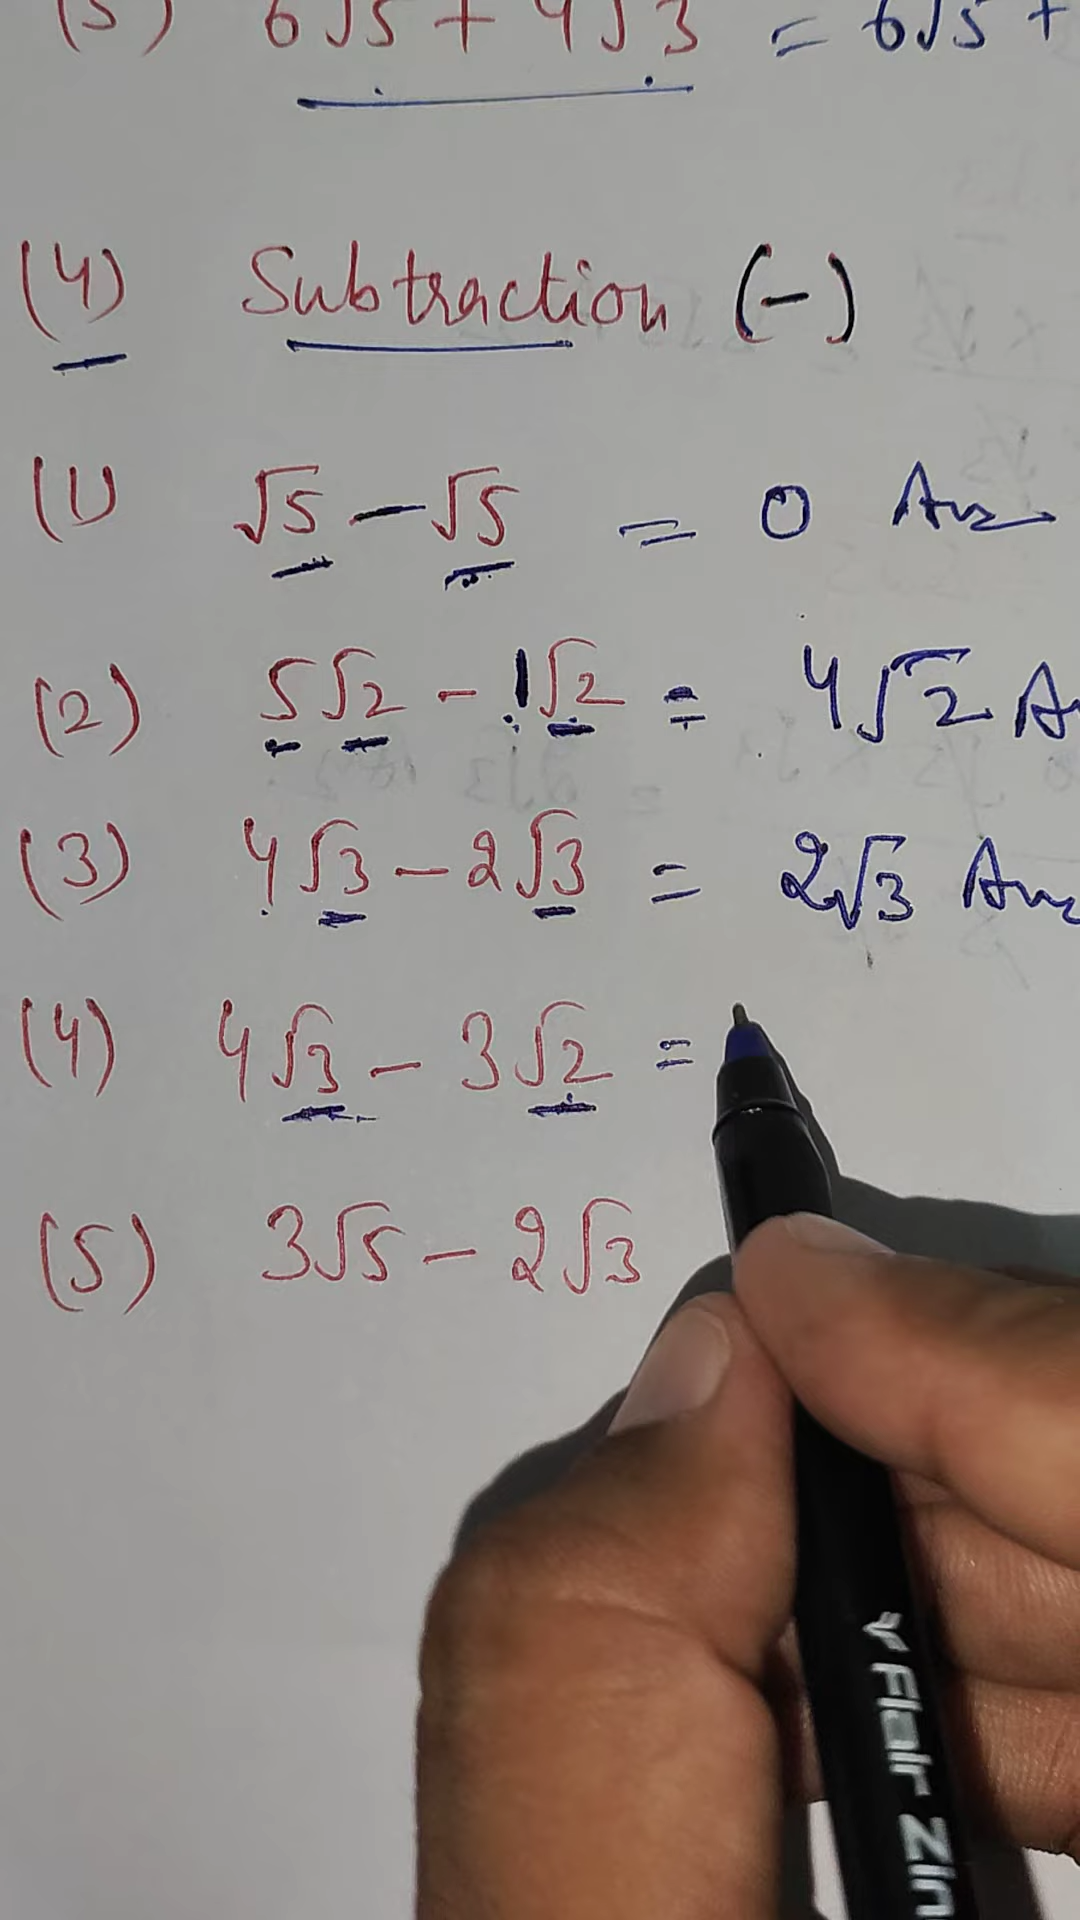 (5) 6√5 + 4√3 = 6√5 +
(4) Subtraction (-)
(1) √5 - √5 = 0 Ans
(2) 5√2 - 1√2 = 4√2 A
(3) 4√3 - 2√3 = 2√3 Ans
(4) 4√3 - 3√2 =
(5) 3√5 - 2√3
Flair Zin